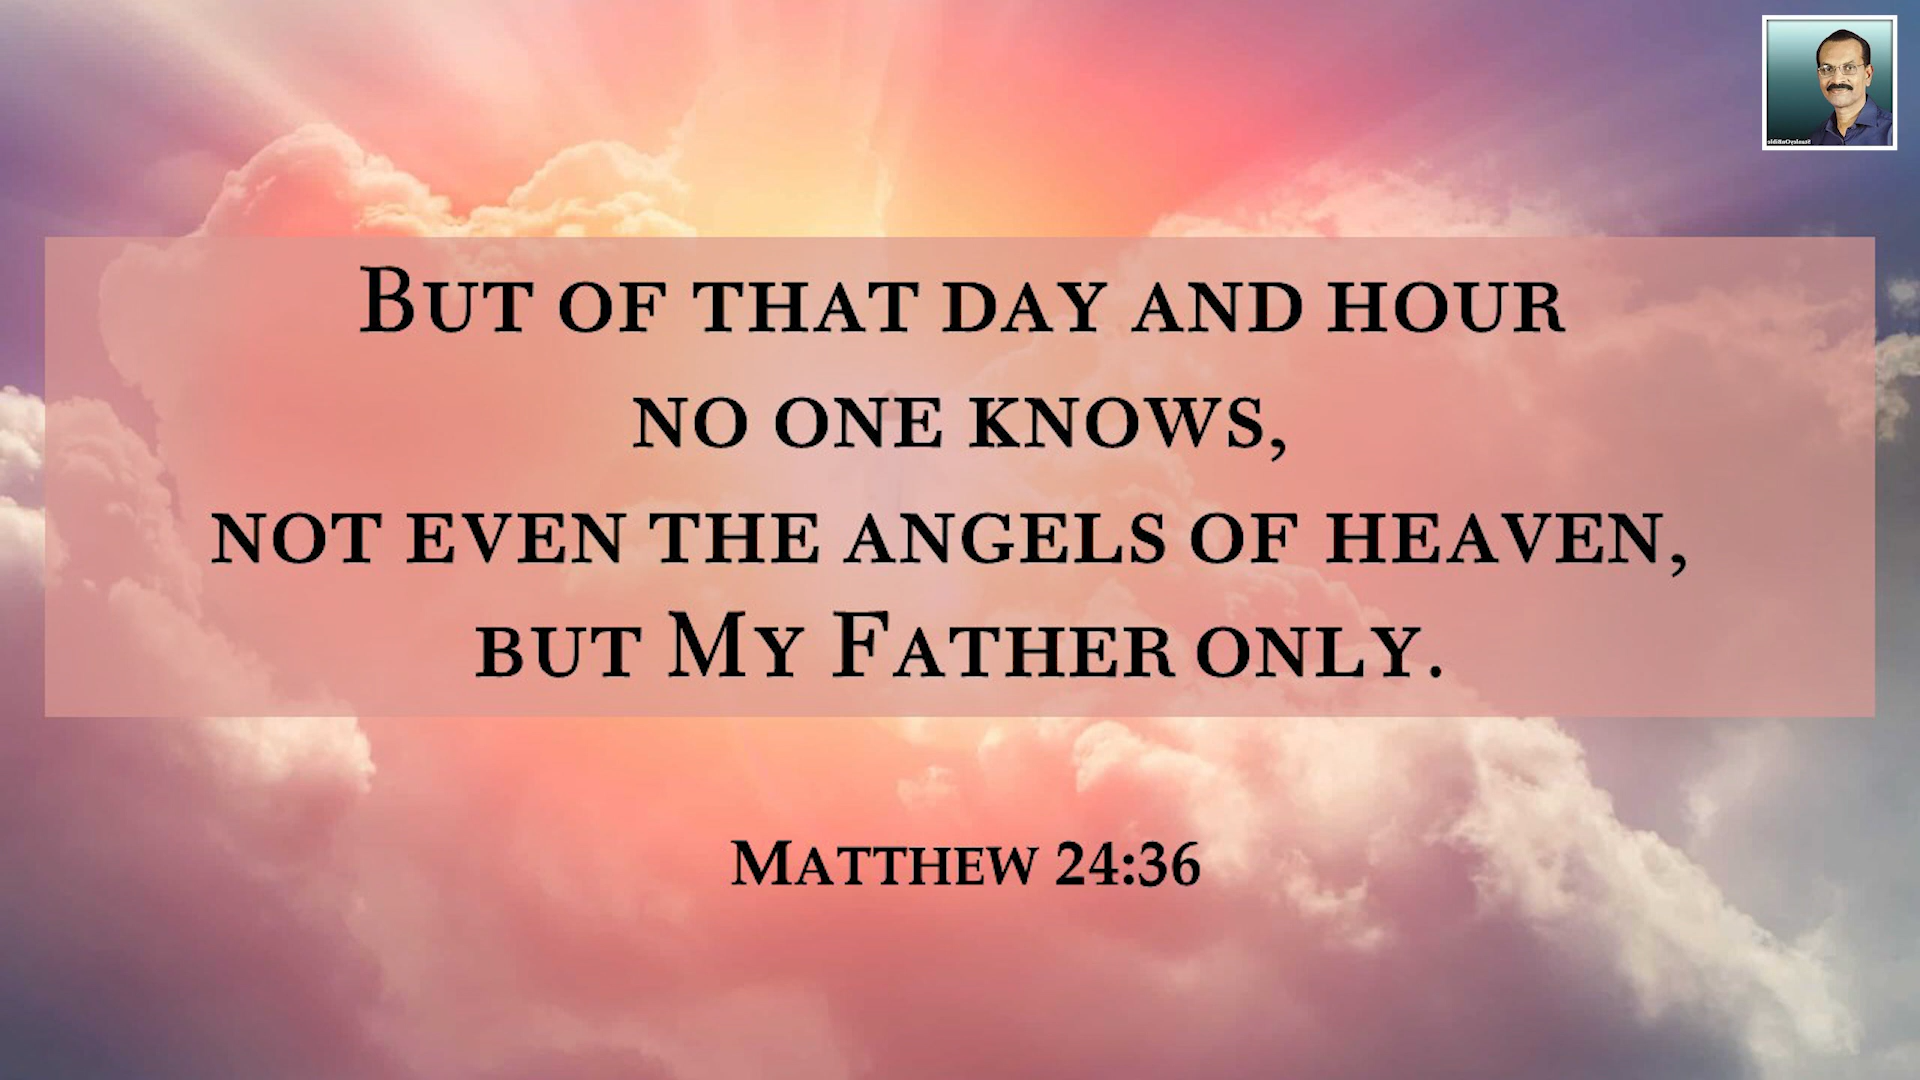 But of that day and hour
no one knows,
not even the angels of heaven,
but My Father only.
Matthew 24:36
StanleyOnBible